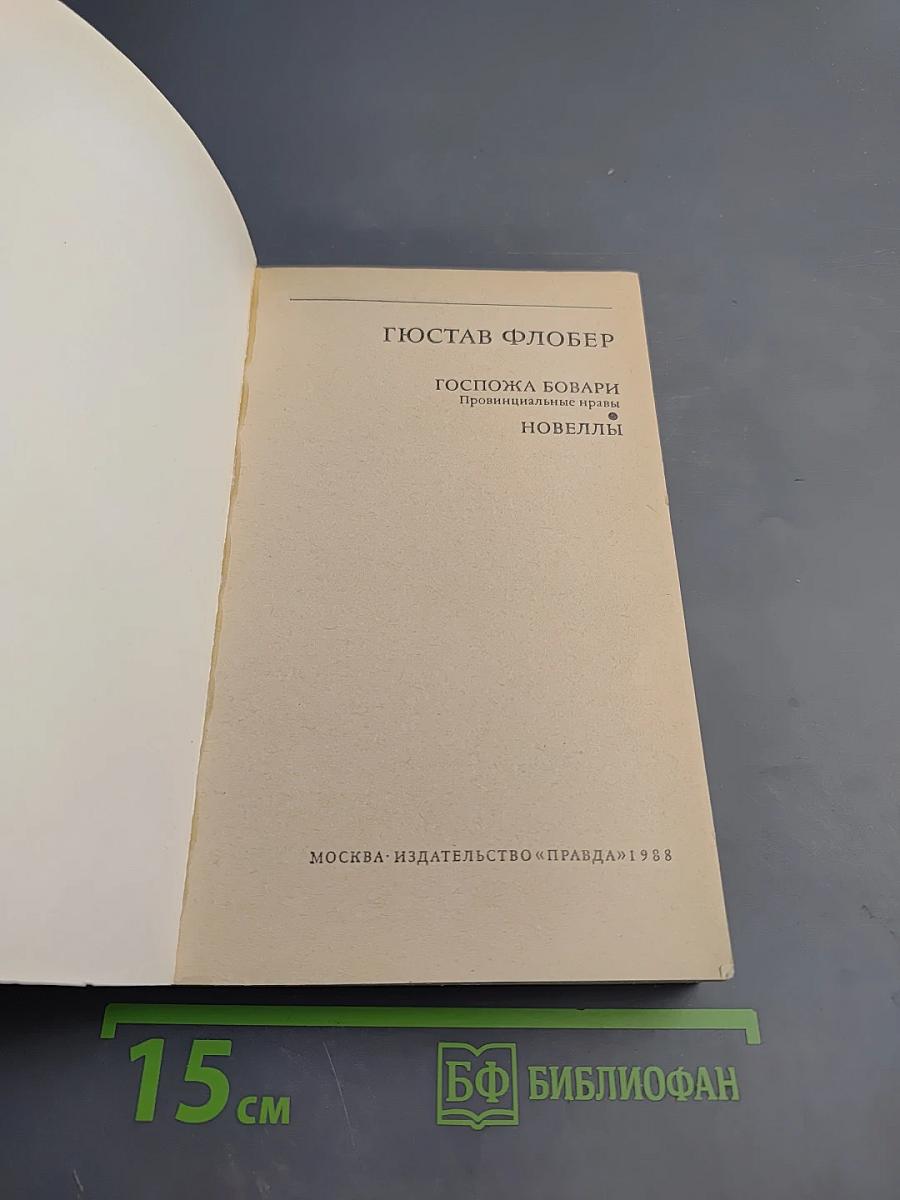 ГЮСТАВ ФЛОБЕР
ГОСПОЖА БОВАРИ
Провинциальные нравы
НОВЕЛЛЫ
МОСКВА · ИЗДАТЕЛЬСТВО «ПРАВДА» 1988
15 см
БФ БИБЛИОФАН